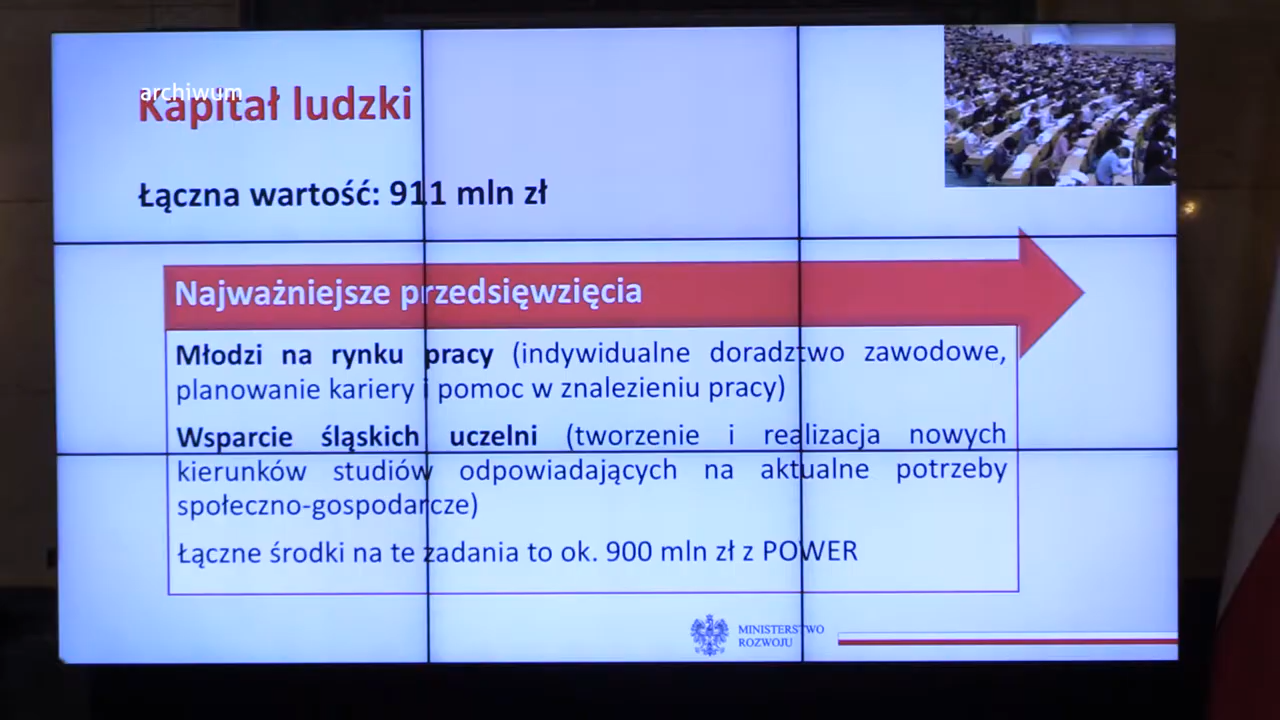 archiwum
Kapitał ludzki
Łączna wartość: 911 mln zł
Najważniejsze przedsięwzięcia
Młodzi na rynku pracy (indywidualne doradztwo zawodowe,
planowanie kariery i pomoc w znalezieniu pracy)
Wsparcie śląskich uczelni (tworzenie i realizacja nowych
kierunków studiów odpowiadających na aktualne potrzeby
społeczno-gospodarcze)
Łączne środki na te zadania to ok. 900 mln zł z POWER
MINISTERSTWO
ROZWOJU